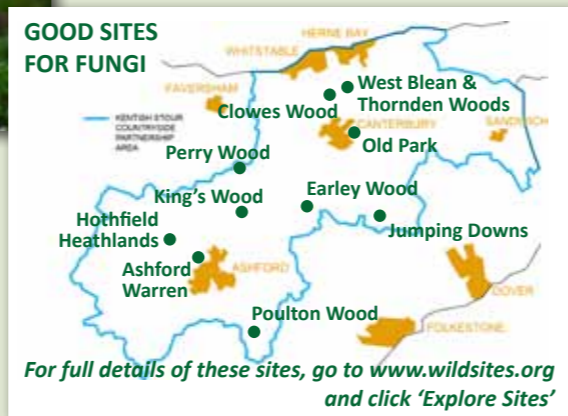 GOOD SITES
FOR FUNGI
HERNE BAY
WHITSTABLE
FAVERSHAM
West Blean &
Thornden Woods
Clowes Wood
CANTERBURY
SANDWICH
KENTISH STOUR
COUNTRYSIDE
PARTNERSHIP
AREA
Old Park
Perry Wood
King's Wood
Earley Wood
Hothfield
Heathlands
Jumping Downs
Ashford
Warren
ASHFORD
DOVER
Poulton Wood
FOLKESTONE
For full details of these sites, go to www.wildsites.org
and click ‘Explore Sites’